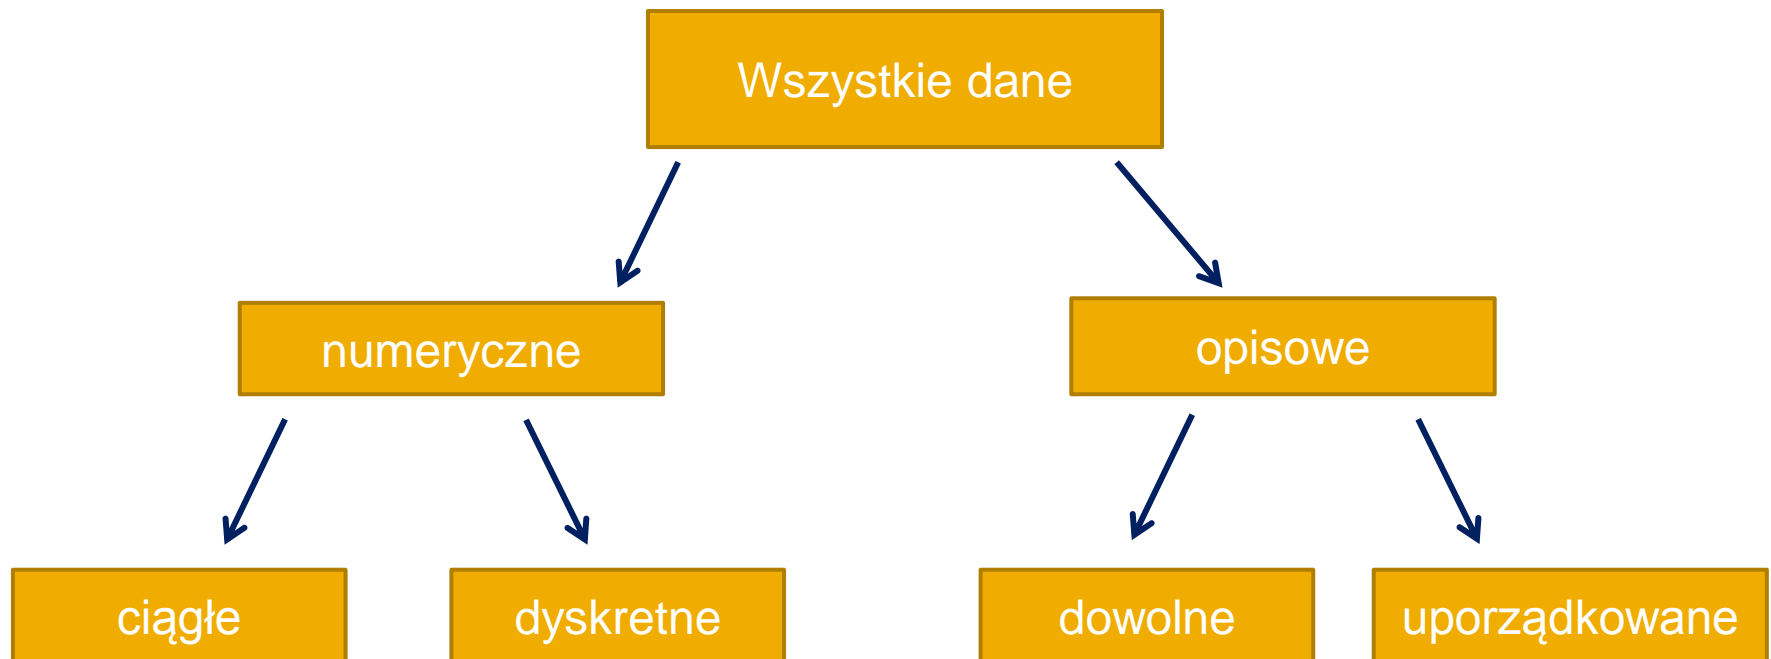 Wszystkie dane
numeryczne
opisowe
ciągłe
dyskretne
dowolne
uporządkowane